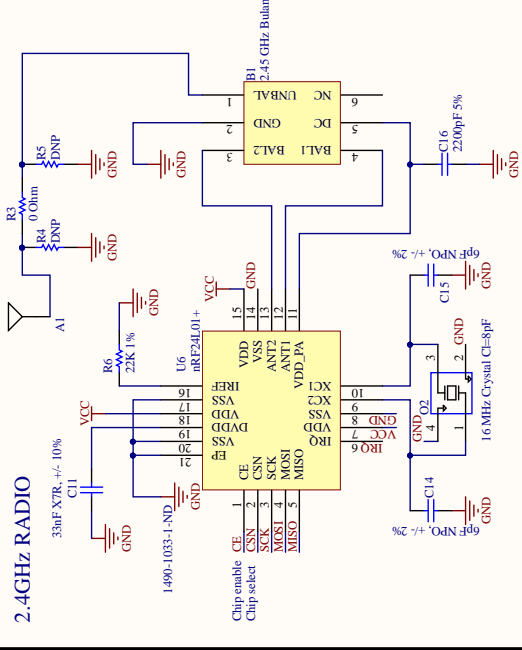 2.4GHz RADIO
33nF X7R, +/- 10%
C11
GND
1490-1033-1-ND
GND
VCC
R6
22K 1%
GND
A1
R4
DNP
GND
R3
0 Ohm
R5
DNP
GND
GND
B1
2.45 GHz Bulan
1
UNBAL
2
GND
3
BAL2
4
BAL1
5
DC
6
NC
C16
2200pF 5%
GND
U6
nRF24L01+
VCC
GND
15
VDD
14
VSS
13
ANT2
12
ANT1
11
VDD_PA
16
IREF
17
VSS
18
VDD
19
DVDD
20
VSS
21
EP
Chip enable
CE
1
CE
Chip select
CSN
2
CSN
SCK
3
SCK
MOSI
4
MOSI
MISO
5
MISO
XC1
10
XC2
9
VSS
8
GND
VDD
7
VCC
IRQ
6
IRQ
6pF NPO, +/- 2%
C15
GND
O2
3
2
GND
GND
4
1
16 MHz Crystal Cl=8pF
6pF NPO, +/- 2%
C14
GND